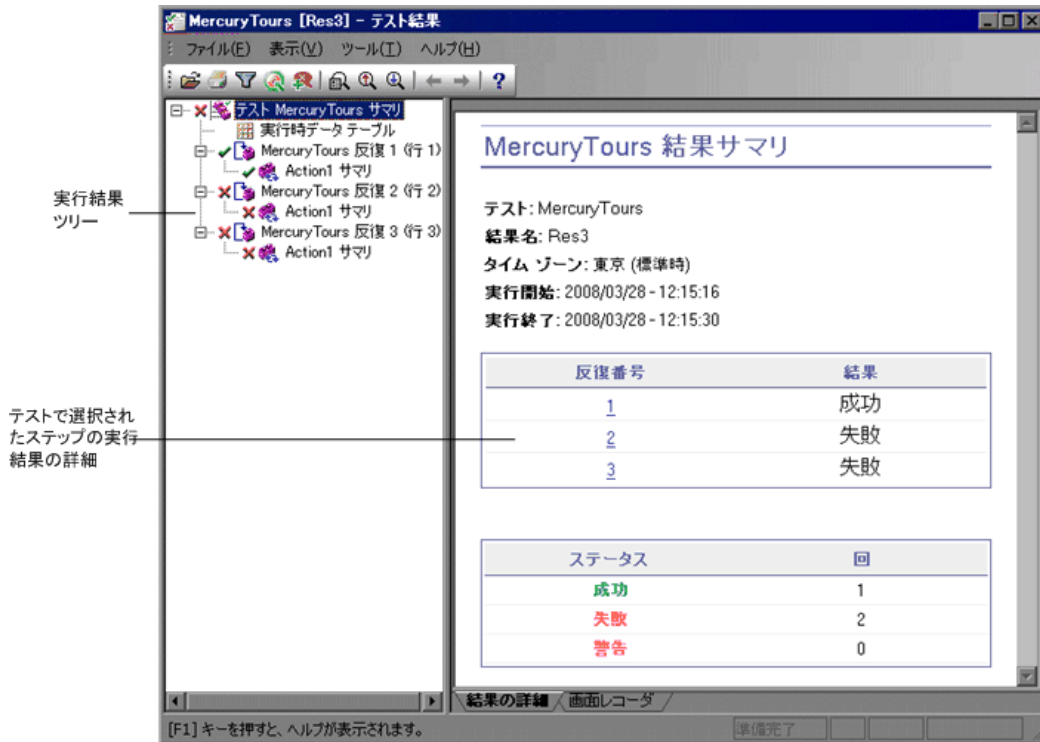 MercuryTours [Res3] - テスト結果
ファイル(F) 表示(V) ツール(T) ヘルプ(H)
テスト MercuryTours サマリ
実行時データ テーブル
MercuryTours 反復 1 (行 1)
Action1 サマリ
MercuryTours 反復 2 (行 2)
Action1 サマリ
MercuryTours 反復 3 (行 3)
Action1 サマリ
実行結果
ツリー
テストで選択され
たステップの実行
結果の詳細
MercuryTours 結果サマリ
テスト: MercuryTours
結果名: Res3
タイム ゾーン: 東京 (標準時)
実行開始: 2008/03/28 - 12:15:16
実行終了: 2008/03/28 - 12:15:30
反復番号 結果
1 成功
2 失敗
3 失敗
ステータス 回
成功 1
失敗 2
警告 0
結果の詳細 画面レコーダ
[F1] キーを押すと、ヘルプが表示されます。 準備完了